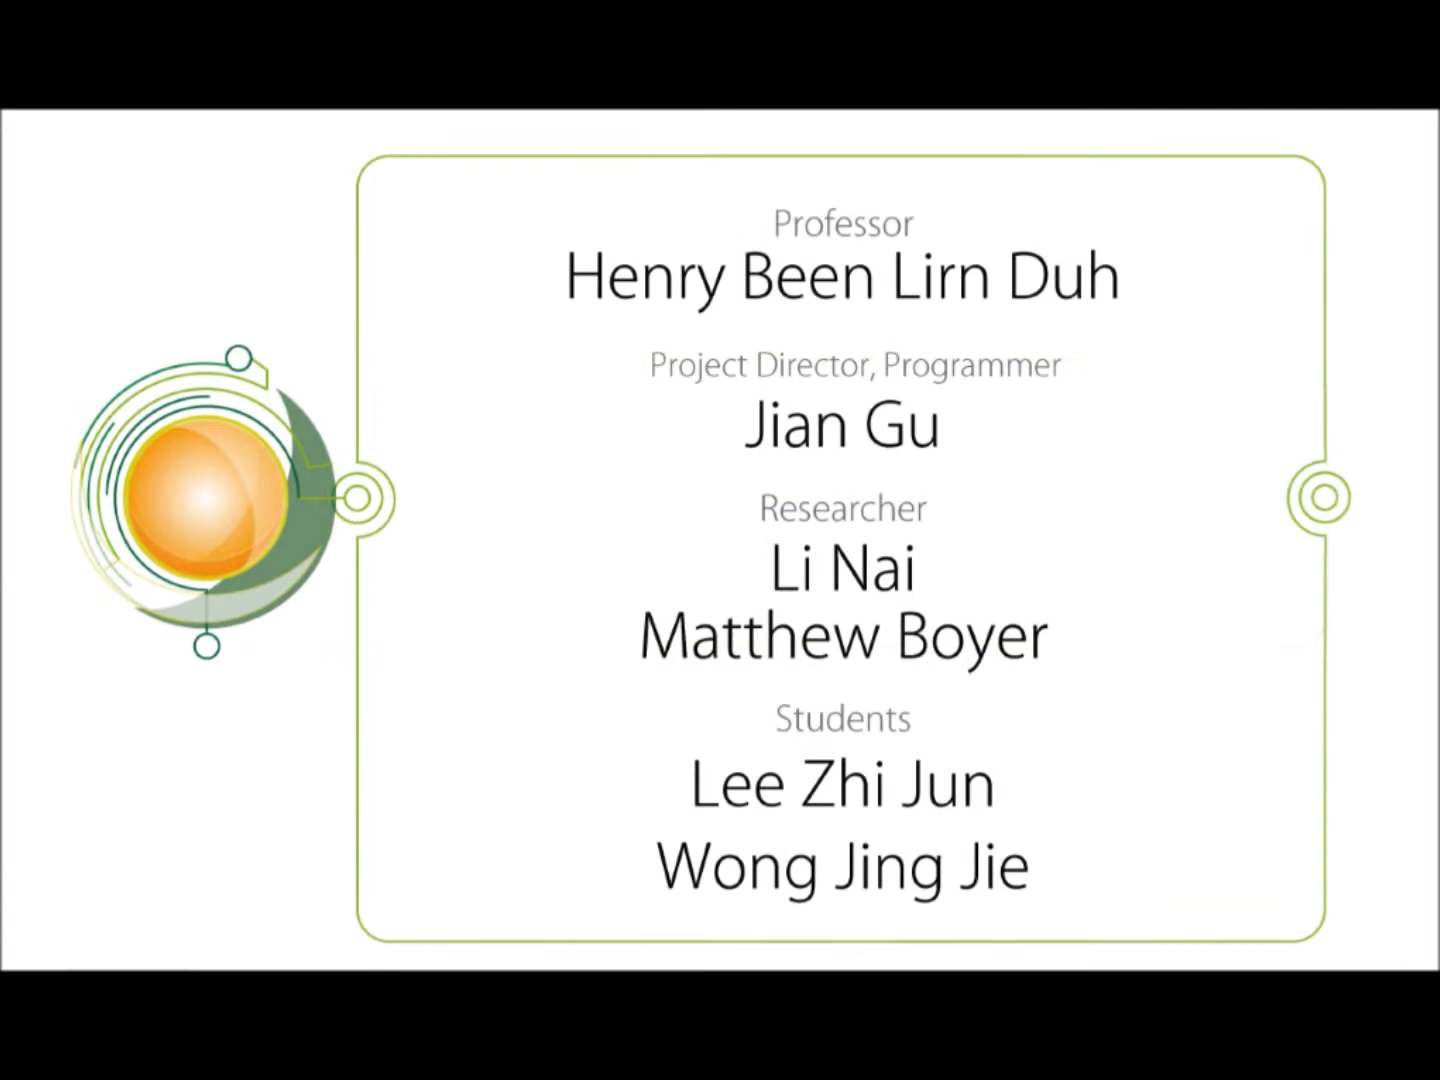 Professor
Henry Been Lirn Duh
Project Director, Programmer
Jian Gu
Researcher
Li Nai
Matthew Boyer
Students
Lee Zhi Jun
Wong Jing Jie